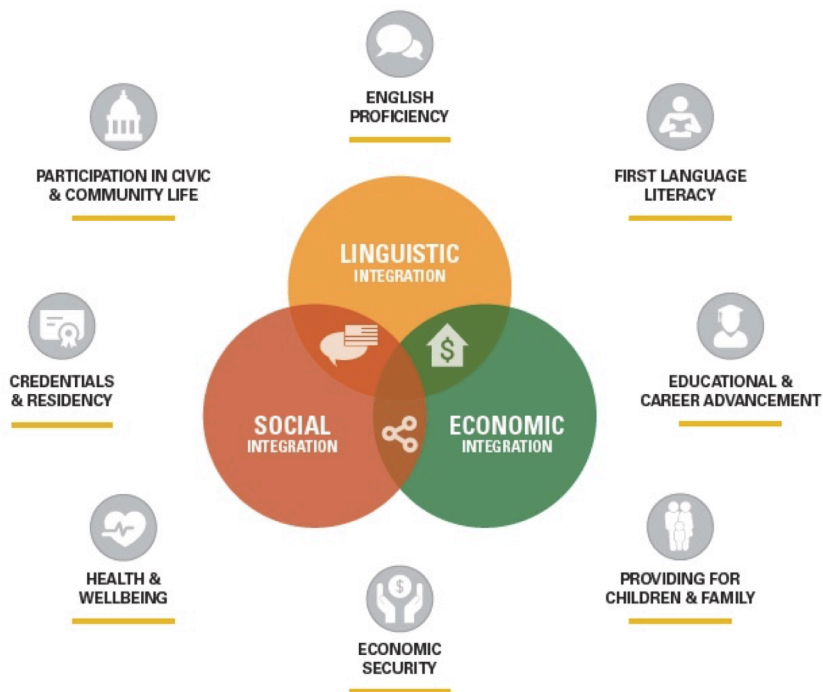 ENGLISH
PROFICIENCY
PARTICIPATION IN CIVIC
& COMMUNITY LIFE
FIRST LANGUAGE
LITERACY
LINGUISTIC
INTEGRATION
$
CREDENTIALS
& RESIDENCY
EDUCATIONAL &
CAREER ADVANCEMENT
SOCIAL
INTEGRATION
ECONOMIC
INTEGRATION
HEALTH &
WELLBEING
PROVIDING FOR
CHILDREN & FAMILY
$
ECONOMIC
SECURITY